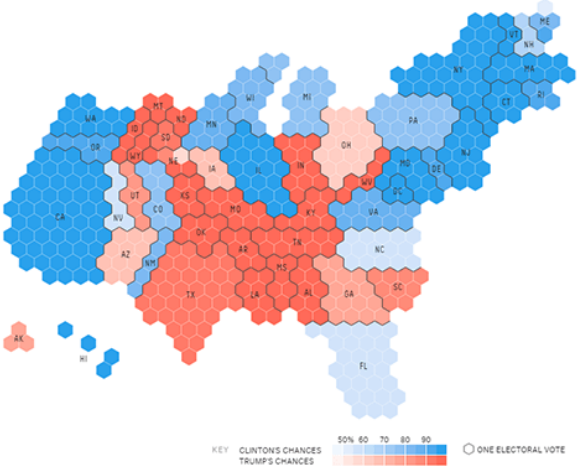 ME
VT
NH
NY
MA
CT
RI
WI
MI
MT
ND
WA
ID
SD
MN
PA
OR
WY
NE
IA
IL
IN
OH
NJ
MD
DE
WV
DC
UT
KS
CO
MO
KY
VA
CA
NV
OK
AR
TN
NC
AZ
NM
MS
TX
LA
AL
GA
SC
AK
HI
FL
KEY
CLINTON'S CHANCES
TRUMP'S CHANCES
50% 60 70 80 90
ONE ELECTORAL VOTE